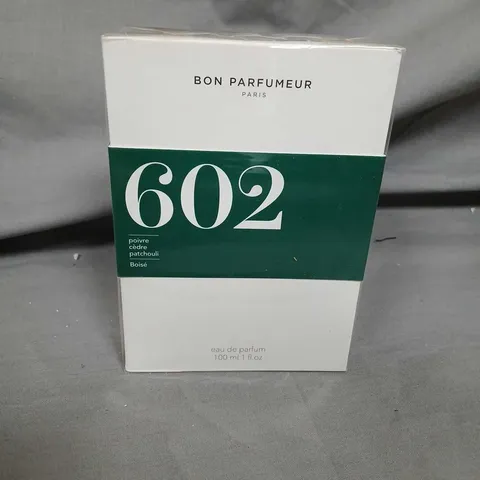 BON PARFUMEUR
PARIS
602
poivre
cèdre
patchouli
Boisé
eau de parfum
100 ml 1 fl.oz